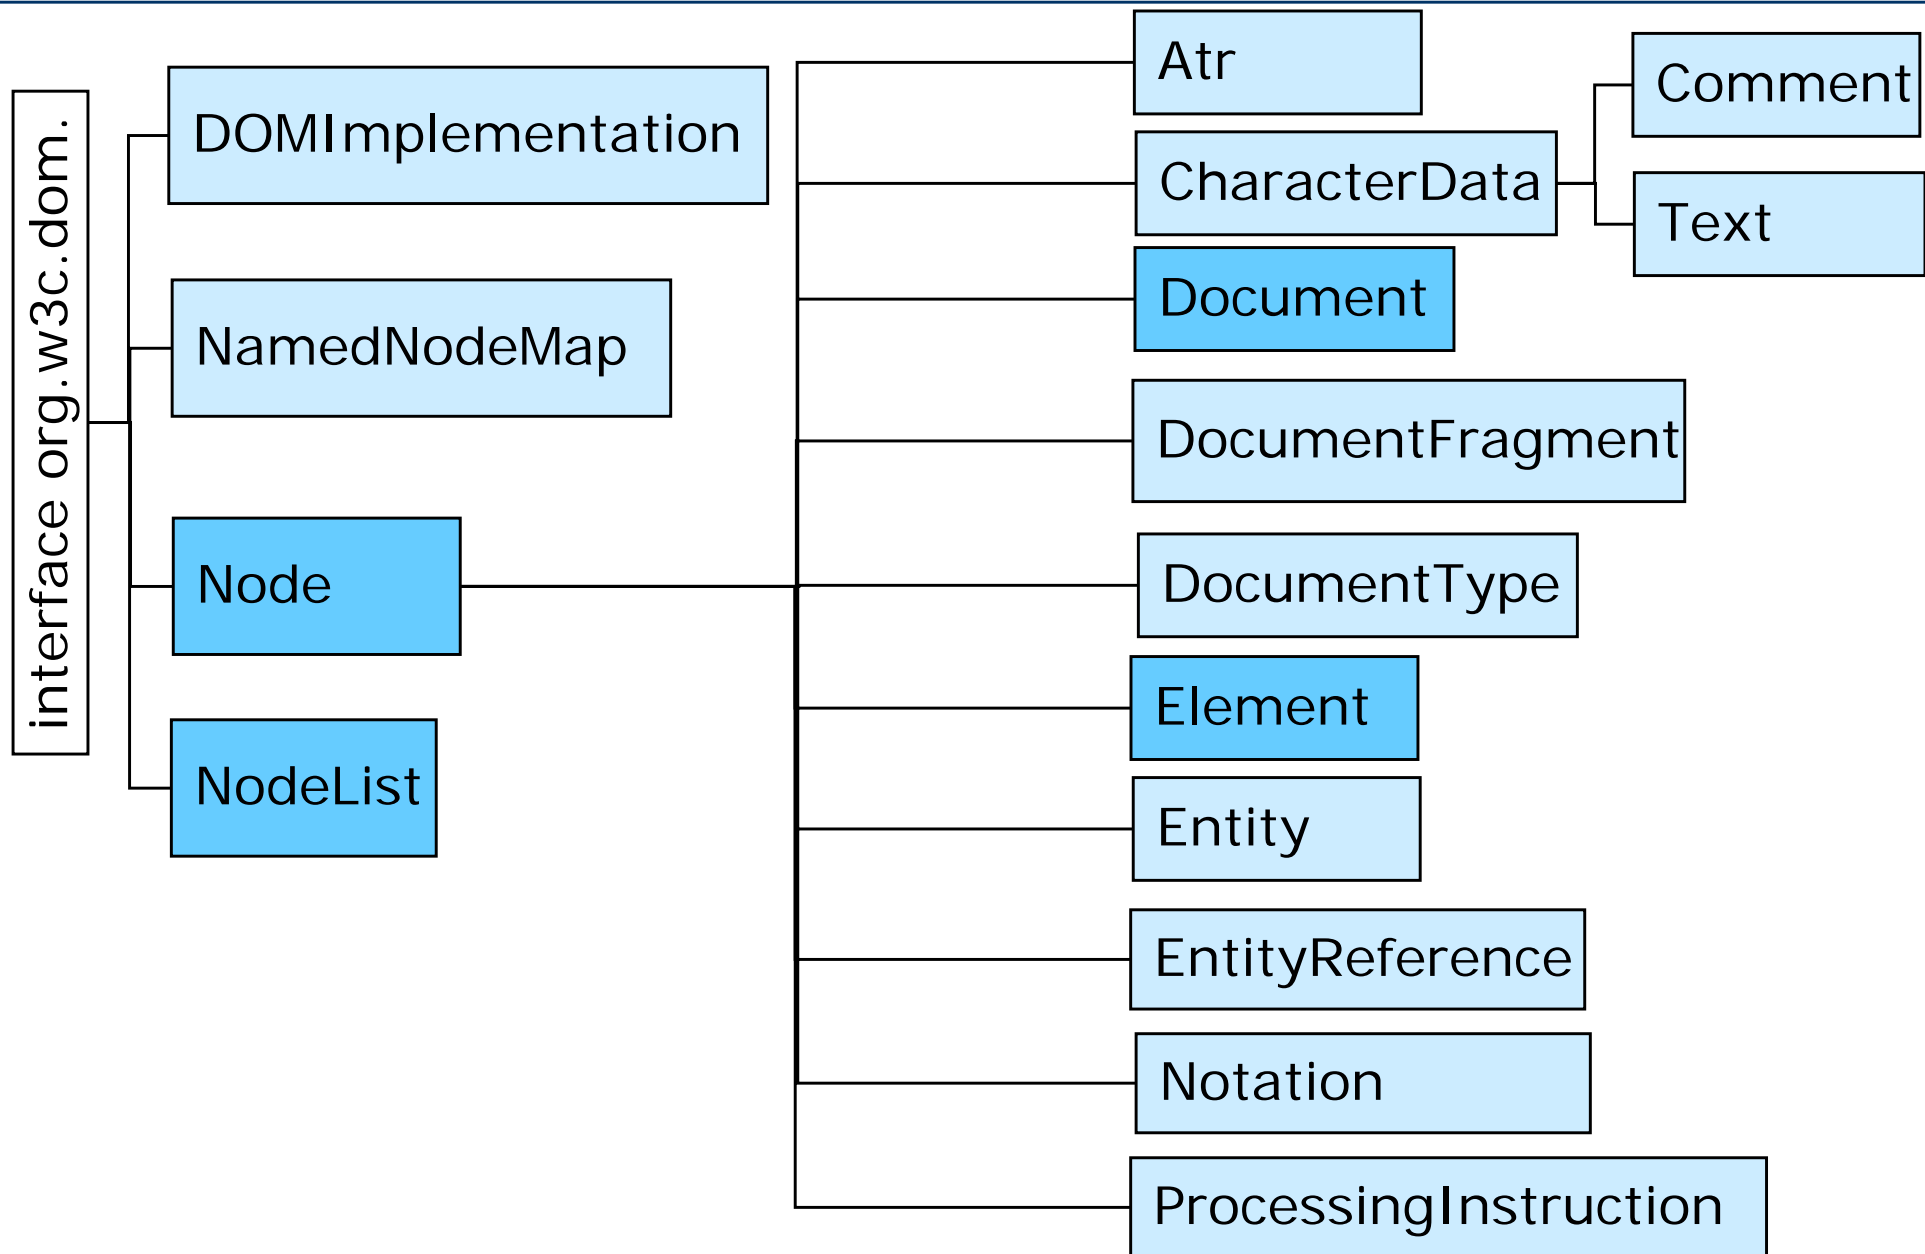 interface org.w3c.dom.
DOMImplementation
NamedNodeMap
Node
NodeList
Atr
CharacterData
Document
DocumentFragment
DocumentType
Element
Entity
EntityReference
Notation
ProcessingInstruction
Comment
Text